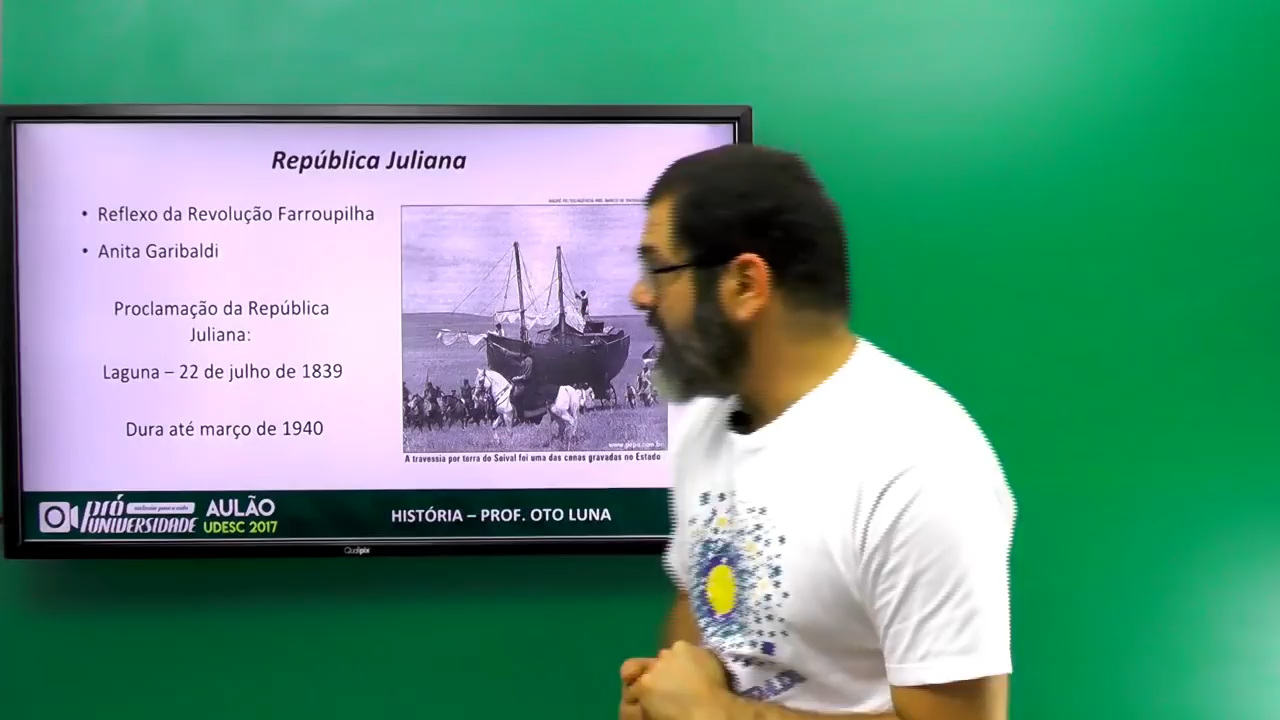 República Juliana
• Reflexo da Revolução Farroupilha
• Anita Garibaldi
Proclamação da República
Juliana:
Laguna – 22 de julho de 1839
Dura até março de 1940
www.gepa.com.br
A travessia por terra do Seival foi uma das cenas gravadas no Estado
pró
UNIVERSIDADE
AULÃO
UDESC 2017
HISTÓRIA – PROF. OTO LUNA
Qualipix